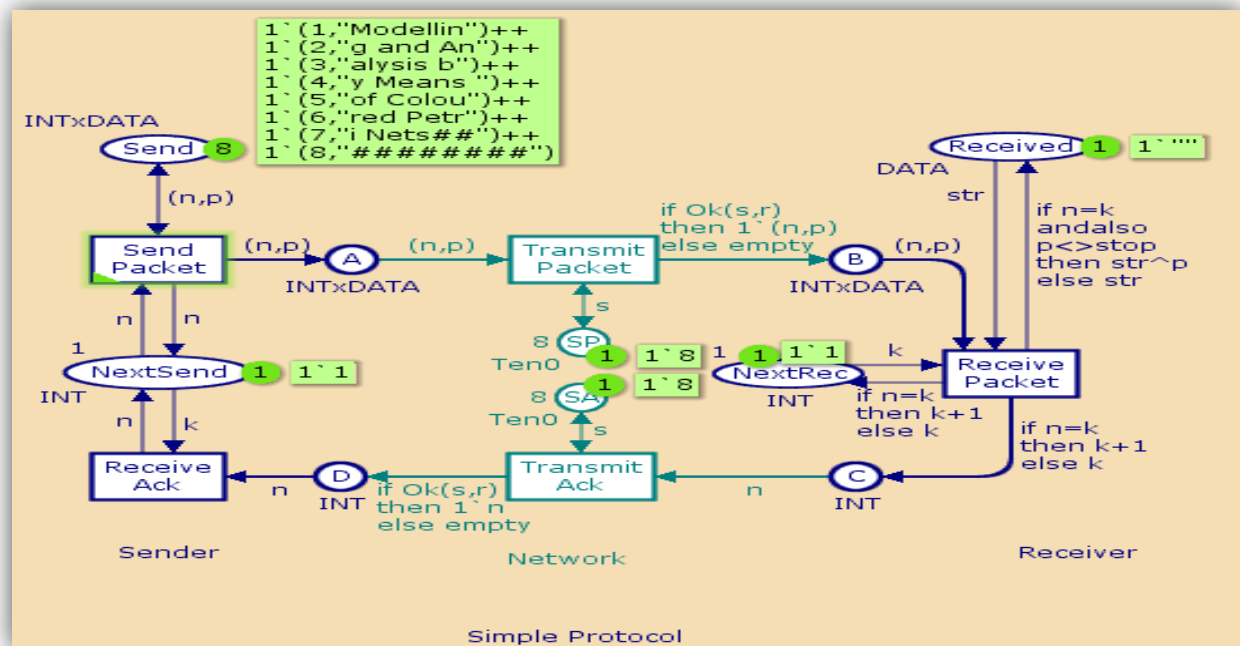 1`(1,"Modellin")++
1`(2,"g and An")++
1`(3,"alysis b")++
1`(4,"y Means ")++
1`(5,"of Colou")++
1`(6,"red Petr")++
1`(7,"i Nets##")++
1`(8,"########")
INTxDATA
Send
8
(n,p)
Send
Packet
(n,p)
A
INTxDATA
(n,p)
Transmit
Packet
if Ok(s,r)
then 1`(n,p)
else empty
B
INTxDATA
(n,p)
Received
1
1`""
DATA
str
if n=k
andalso
p<>stop
then str^p
else str
n
n
1
NextSend
1
1`1
INT
n
k
s
8
SP
1
1`8
Ten0
8
SA
1
1`8
Ten0
s
1
1
1`1
NextRec
INT
k
if n=k
then k+1
else k
Receive
Packet
if n=k
then k+1
else k
Receive
Ack
n
D
INT
if Ok(s,r)
then 1`n
else empty
Transmit
Ack
n
C
INT
Sender
Network
Receiver
Simple Protocol